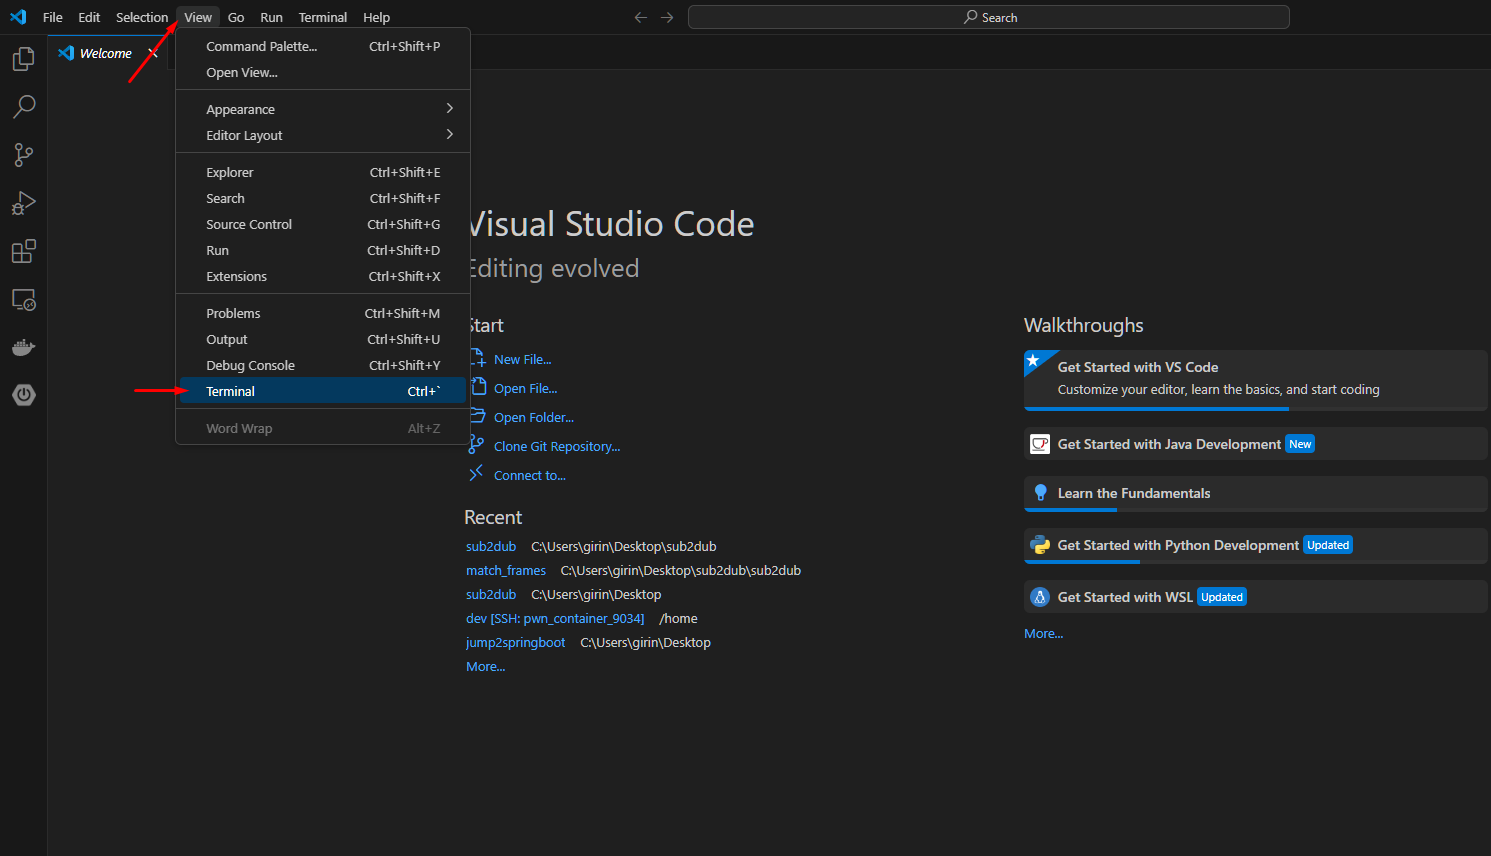 File Edit Selection View Go Run Terminal Help
Search
Welcome
Command Palette... Ctrl+Shift+P
Open View...
Appearance
Editor Layout
Explorer Ctrl+Shift+E
Search Ctrl+Shift+F
Source Control Ctrl+Shift+G
Run Ctrl+Shift+D
Extensions Ctrl+Shift+X
Problems Ctrl+Shift+M
Output Ctrl+Shift+U
Debug Console Ctrl+Shift+Y
Terminal Ctrl+`
Word Wrap Alt+Z
Visual Studio Code
Editing evolved
Start
New File...
Open File...
Open Folder...
Clone Git Repository...
Connect to...
Recent
sub2dub C:\Users\girin\Desktop\sub2dub
match_frames C:\Users\girin\Desktop\sub2dub\sub2dub
sub2dub C:\Users\girin\Desktop
dev [SSH: pwn_container_9034] /home
jump2springboot C:\Users\girin\Desktop
More...
Walkthroughs
Get Started with VS Code
Customize your editor, learn the basics, and start coding
Get Started with Java Development New
Learn the Fundamentals
Get Started with Python Development Updated
Get Started with WSL Updated
More...